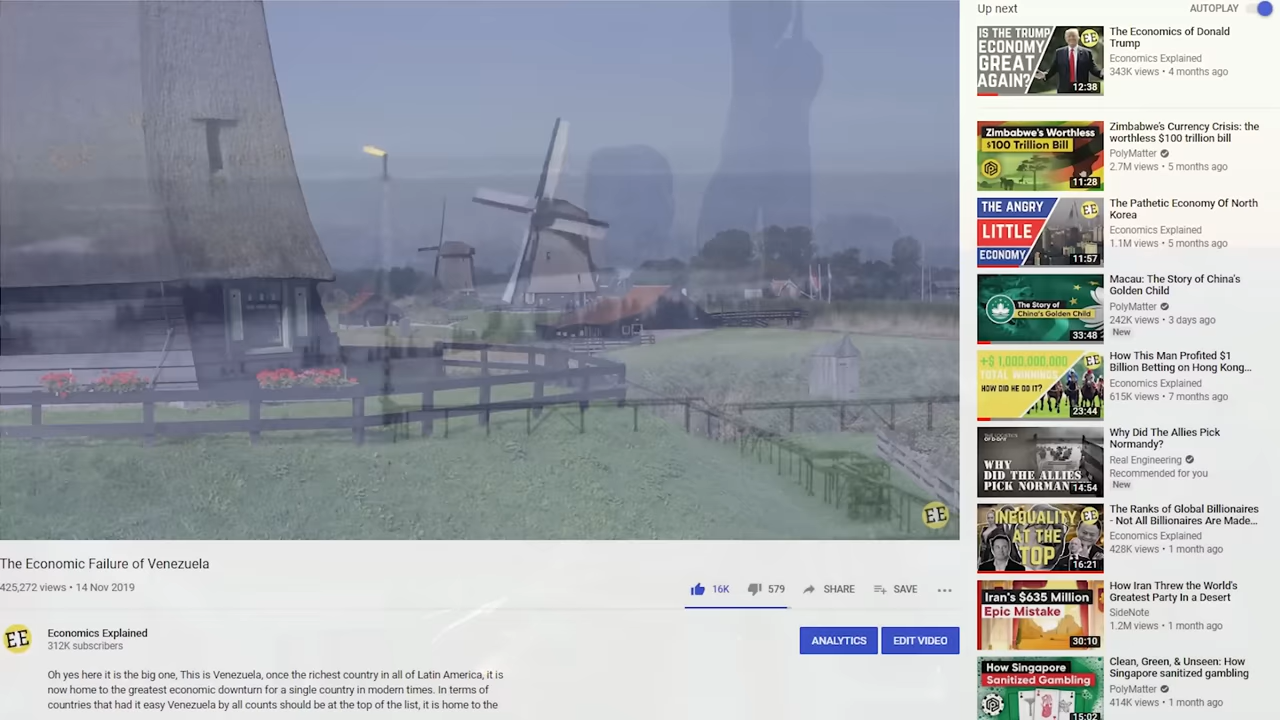 Up next
AUTOPLAY
IS THE TRUMP
ECONOMY
GREAT
AGAIN?
EE
12:38
The Economics of Donald
Trump
Economics Explained
343K views • 4 months ago
Zimbabwe's Worthless
$100 Trillion Bill
11:28
Zimbabwe's Currency Crisis: the
worthless $100 trillion bill
PolyMatter
2.7M views • 5 months ago
THE ANGRY
LITTLE
ECONOMY
EE
11:57
The Pathetic Economy Of North
Korea
Economics Explained
1.1M views • 5 months ago
The Story of
China's Golden Child
33:48
Macau: The Story of China's
Golden Child
PolyMatter
242K views • 3 days ago
New
+$ 1,000,000,000
TOTAL WINNINGS
HOW DID HE DO IT?
EE
23:44
How This Man Profited $1
Billion Betting on Hong Kong...
Economics Explained
615K views • 7 months ago
THE LOGISTICS
OF D-DAY
WHY
DID THE ALLIES
PICK NORMAN
14:54
Why Did The Allies Pick
Normandy?
Real Engineering
Recommended for you
New
INEQUALITY
AT THE
TOP
EE
16:21
The Ranks of Global Billionaires
- Not All Billionaires Are Made...
Economics Explained
428K views • 1 month ago
Iran's $635 Million
Epic Mistake
30:10
How Iran Threw the World's
Greatest Party In a Desert
SideNote
1.2M views • 1 month ago
How Singapore
Sanitized Gambling
15:02
Clean, Green, & Unseen: How
Singapore sanitized gambling
PolyMatter
414K views • 1 month ago
EE
The Economic Failure of Venezuela
425,272 views • 14 Nov 2019
16K
579
SHARE
SAVE
EE
Economics Explained
312K subscribers
ANALYTICS
EDIT VIDEO
Oh yes here it is the big one, This is Venezuela, once the richest country in all of Latin America, it is
now home to the greatest economic downturn for a single country in modern times. In terms of
countries that had it easy Venezuela by all counts should be at the top of the list, it is home to the